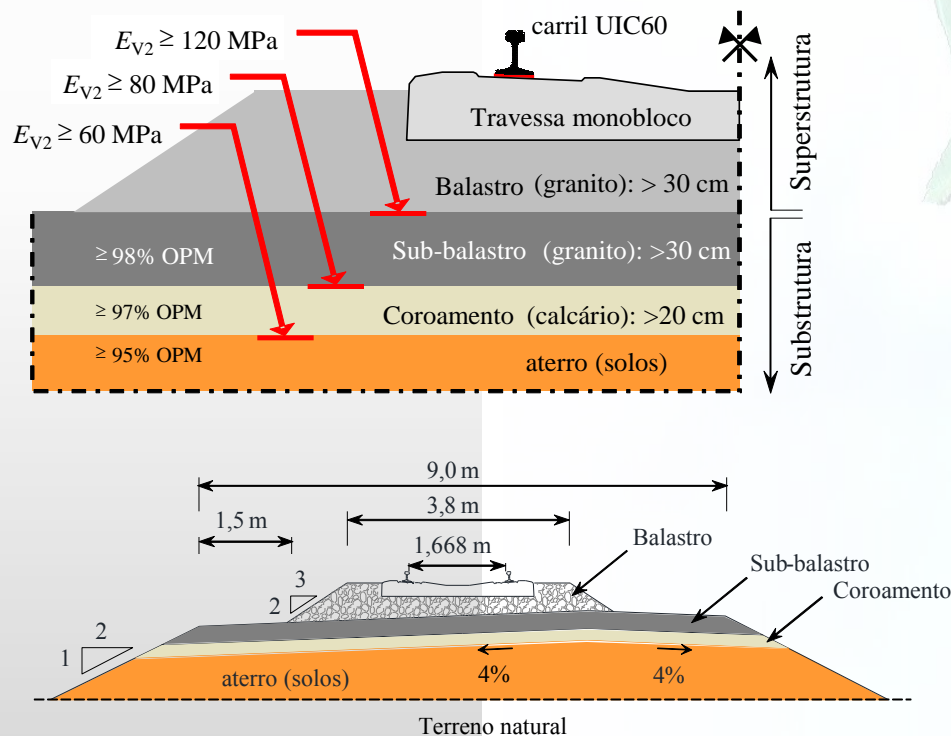 carril UIC60
E_V2 ≥ 120 MPa
E_V2 ≥ 80 MPa
E_V2 ≥ 60 MPa
Travessa monobloco
Balastro (granito): > 30 cm
≥ 98% OPM
Sub-balastro (granito): >30 cm
≥ 97% OPM
Coroamento (calcário): >20 cm
≥ 95% OPM
aterro (solos)
Superstrutura
Substrutura
9,0 m
3,8 m
1,5 m
1,668 m
Balastro
Sub-balastro
Coroamento
3
2
2
1
aterro (solos)
4%
4%
Terreno natural